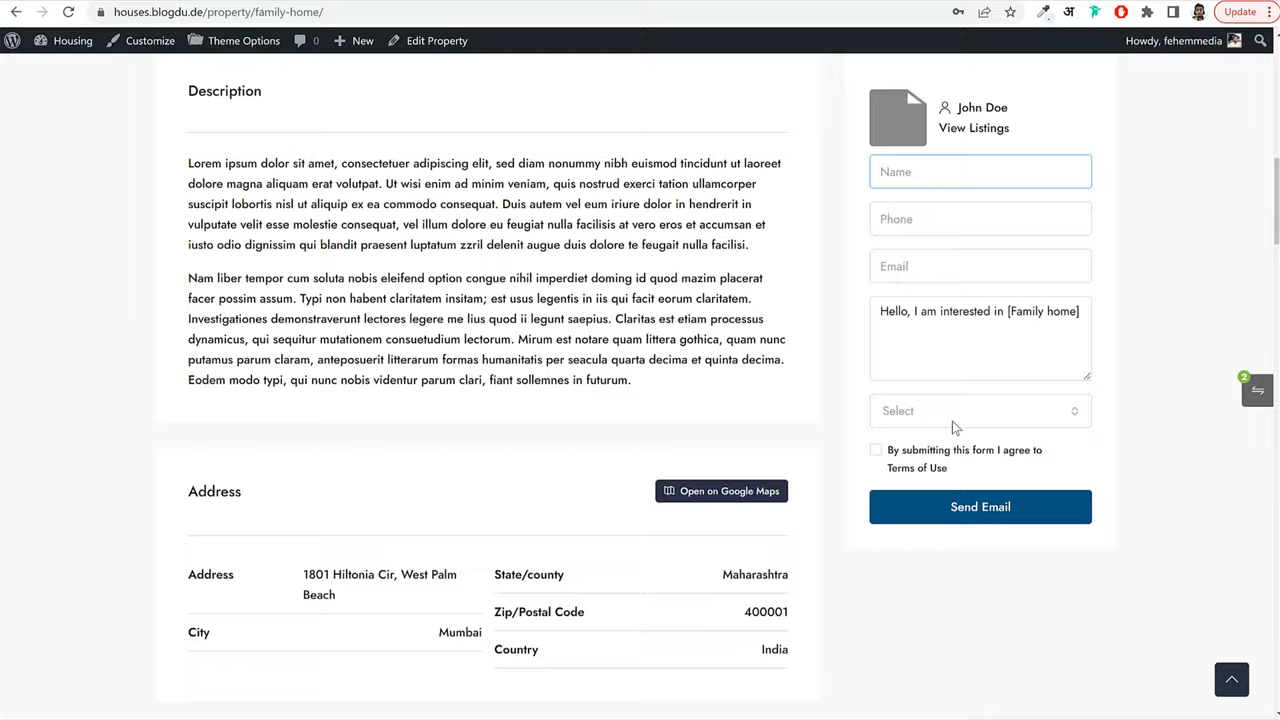 houses.blogdu.de/property/family-home/
अ
Update
Housing
Customize
Theme Options
0
New
Edit Property
Howdy, fehemmedia
Description
Lorem ipsum dolor sit amet, consectetuer adipiscing elit, sed diam nonummy nibh euismod tincidunt ut laoreet
dolore magna aliquam erat volutpat. Ut wisi enim ad minim veniam, quis nostrud exerci tation ullamcorper
suscipit lobortis nisl ut aliquip ex ea commodo consequat. Duis autem vel eum iriure dolor in hendrerit in
vulputate velit esse molestie consequat, vel illum dolore eu feugiat nulla facilisis at vero eros et accumsan et
iusto odio dignissim qui blandit praesent luptatum zzril delenit augue duis dolore te feugait nulla facilisi.
Nam liber tempor cum soluta nobis eleifend option congue nihil imperdiet doming id quod mazim placerat
facer possim assum. Typi non habent claritatem insitam; est usus legentis in iis qui facit eorum claritatem.
Investigationes demonstraverunt lectores legere me lius quod ii legunt saepius. Claritas est etiam processus
dynamicus, qui sequitur mutationem consuetudium lectorum. Mirum est notare quam littera gothica, quam nunc
putamus parum claram, anteposuerit litterarum formas humanitatis per seacula quarta decima et quinta decima.
Eodem modo typi, qui nunc nobis videntur parum clari, fiant sollemnes in futurum.
John Doe
View Listings
Name
Phone
Email
Hello, I am interested in [Family home]
Select
By submitting this form I agree to
Terms of Use
Send Email
2
Address
Open on Google Maps
Address
1801 Hiltonia Cir, West Palm
Beach
City
Mumbai
State/county
Maharashtra
Zip/Postal Code
400001
Country
India